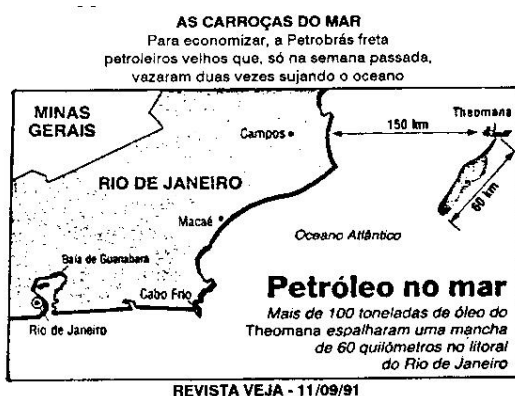 AS CARROÇAS DO MAR
Para economizar, a Petrobrás freta
petroleiros velhos que, só na semana passada,
vazaram duas vezes sujando o oceano
MINAS
GERAIS
Campos
150 km
Theomana
60 km
RIO DE JANEIRO
Macaé
Oceano Atlântico
Baía de Guanabara
Cabo Frio
Rio de Janeiro
Petróleo no mar
Mais de 100 toneladas de óleo do
Theomana espalharam uma mancha
de 60 quilômetros no litoral
do Rio de Janeiro
REVISTA VEJA - 11/09/91